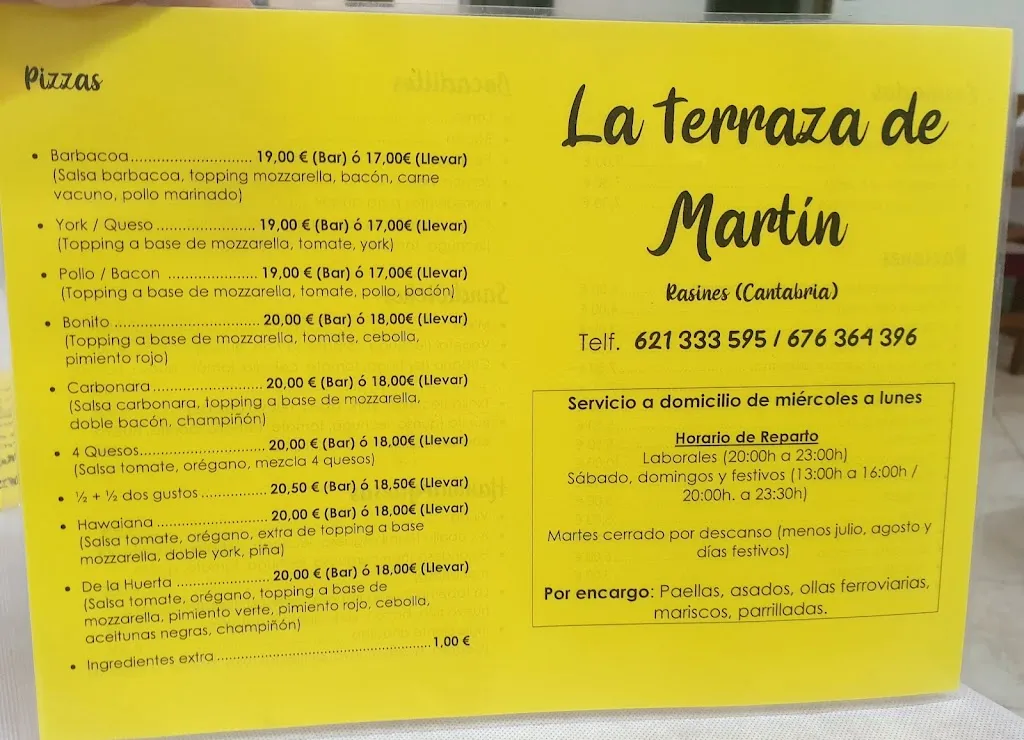 Pizzas
• Barbacoa............................ 19,00 € (Bar) ó 17,00€ (Llevar)
(Salsa barbacoa, topping mozzarella, bacón, carne
vacuno, pollo marinado)
• York / Queso....................... 19,00 € (Bar) ó 17,00€ (Llevar)
(Topping a base de mozzarella, tomate, york)
• Pollo / Bacon .................... 19,00 € (Bar) ó 17,00€ (Llevar)
(Topping a base de mozzarella, tomate, pollo, bacón)
• Bonito .................................. 20,00 € (Bar) ó 18,00€ (Llevar)
(Topping a base de mozzarella, tomate, cebolla,
pimiento rojo)
• Carbonara.......................... 20,00 € (Bar) ó 18,00€ (Llevar)
(Salsa carbonara, topping a base de mozzarella,
doble bacón, champiñón)
• 4 Quesos............................. 20,00 € (Bar) ó 18,00€ (Llevar)
(Salsa tomate, orégano, mezcla 4 quesos)
• ½ + ½ dos gustos ............... 20,50 € (Bar) ó 18,50€ (Llevar)
• Hawaiana .......................... 20,00 € (Bar) ó 18,00€ (Llevar)
(Salsa tomate, orégano, extra de topping a base
mozzarella, doble york, piña)
• De la Huerta ...................... 20,00 € (Bar) ó 18,00€ (Llevar)
(Salsa tomate, orégano, topping a base de
mozzarella, pimiento verte, pimiento rojo, cebolla,
aceitunas negras, champiñón)
• Ingredientes extra .................................................. 1,00 €
La terraza de
Martín
Rasines (Cantabria)
Telf. 621 333 595 / 676 364 396
Servicio a domicilio de miércoles a lunes
Horario de Reparto
Laborales (20:00h a 23:00h)
Sábado, domingos y festivos (13:00h a 16:00h /
20:00h. a 23:30h)
Martes cerrado por descanso (menos julio, agosto y
días festivos)
Por encargo: Paellas, asados, ollas ferroviarias,
mariscos, parrilladas.